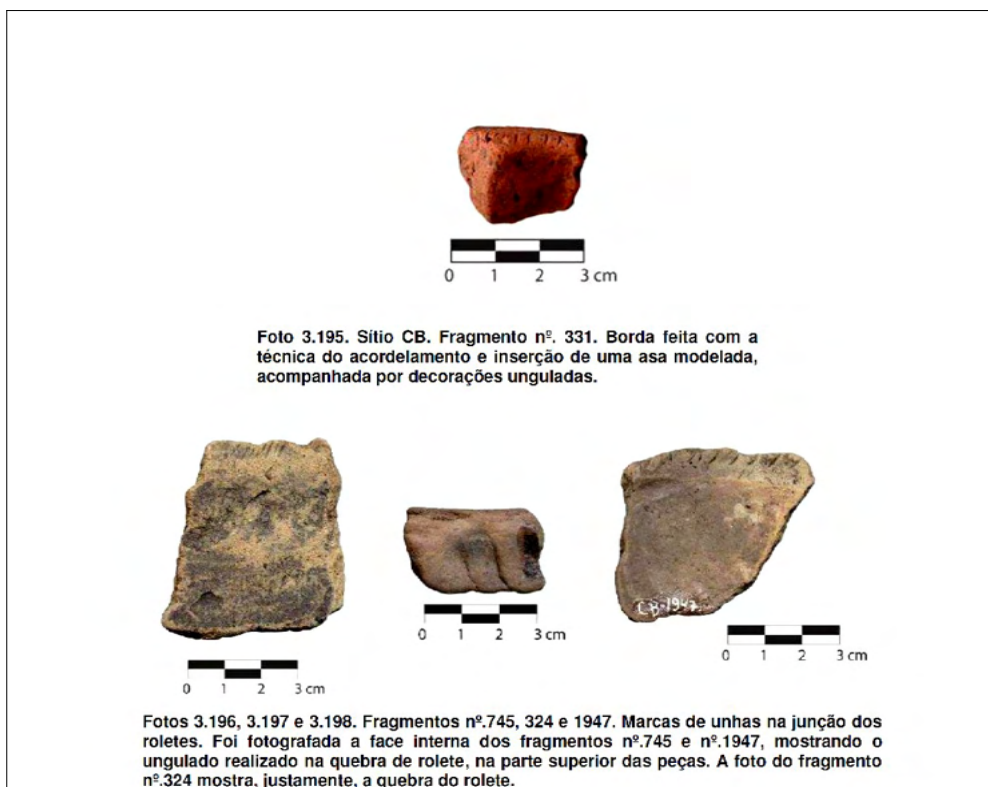 0 1 2 3 cm
Foto 3.195. Sítio CB. Fragmento nº. 331. Borda feita com a
técnica do acordelamento e inserção de uma asa modelada,
acompanhada por decorações unguladas.
CB-1947
0 1 2 3 cm
0 1 2 3 cm
0 1 2 3 cm
Fotos 3.196, 3.197 e 3.198. Fragmentos nº.745, 324 e 1947. Marcas de unhas na junção dos
roletes. Foi fotografada a face interna dos fragmentos nº.745 e nº.1947, mostrando o
ungulado realizado na quebra de rolete, na parte superior das peças. A foto do fragmento
nº.324 mostra, justamente, a quebra do rolete.